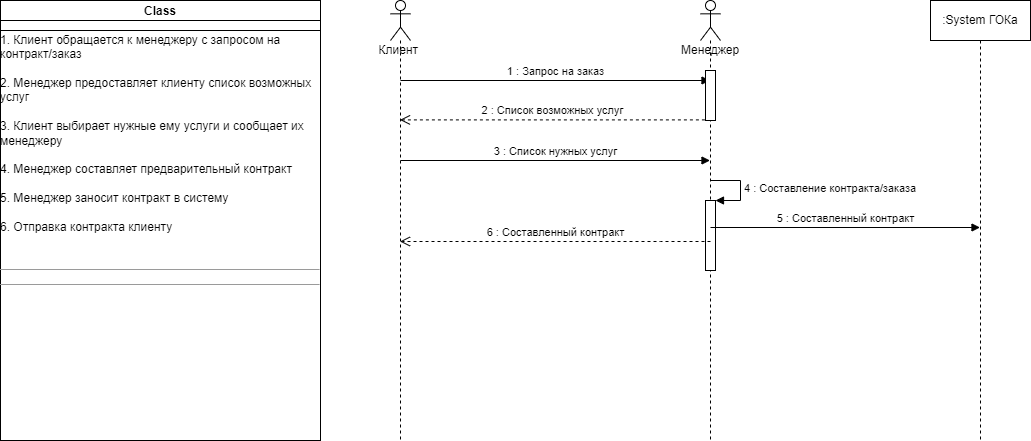 Class
1. Клиент обращается к менеджеру с запросом на
контракт/заказ
2. Менеджер предоставляет клиенту список возможных
услуг
3. Клиент выбирает нужные ему услуги и сообщает их
менеджеру
4. Менеджер составляет предварительный контракт
5. Менеджер заносит контракт в систему
6. Отправка контракта клиенту
Клиент
Менеджер
:System ГОКа
1 : Запрос на заказ
2 : Список возможных услуг
3 : Список нужных услуг
4 : Составление контракта/заказа
5 : Составленный контракт
6 : Составленный контракт